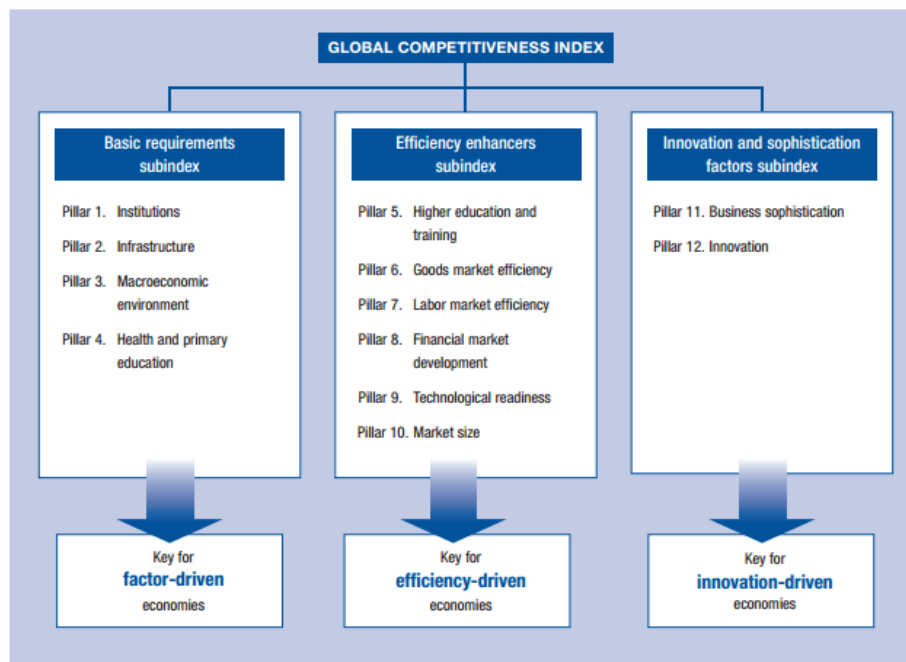 GLOBAL COMPETITIVENESS INDEX
Basic requirements
subindex
Pillar 1. Institutions
Pillar 2. Infrastructure
Pillar 3. Macroeconomic
environment
Pillar 4. Health and primary
education
Key for
factor-driven
economies
Efficiency enhancers
subindex
Pillar 5. Higher education and
training
Pillar 6. Goods market efficiency
Pillar 7. Labor market efficiency
Pillar 8. Financial market
development
Pillar 9. Technological readiness
Pillar 10. Market size
Key for
efficiency-driven
economies
Innovation and sophistication
factors subindex
Pillar 11. Business sophistication
Pillar 12. Innovation
Key for
innovation-driven
economies